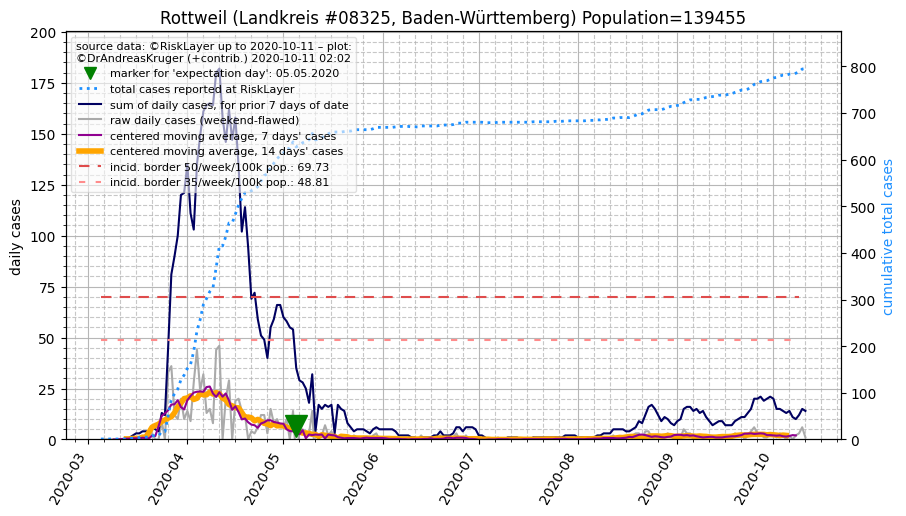 Rottweil (Landkreis #08325, Baden-Württemberg) Population=139455
source data: ©RiskLayer up to 2020-10-11 – plot:
©DrAndreasKruger (+contrib.) 2020-10-11 02:02
marker for 'expectation day': 05.05.2020
total cases reported at RiskLayer
sum of daily cases, for prior 7 days of date
raw daily cases (weekend-flawed)
centered moving average, 7 days' cases
centered moving average, 14 days' cases
incid. border 50/week/100k pop.: 69.73
incid. border 35/week/100k pop.: 48.81
daily cases
200
175
150
125
100
75
50
25
0
cumulative total cases
800
700
600
500
400
300
200
100
0
2020-03
2020-04
2020-05
2020-06
2020-07
2020-08
2020-09
2020-10